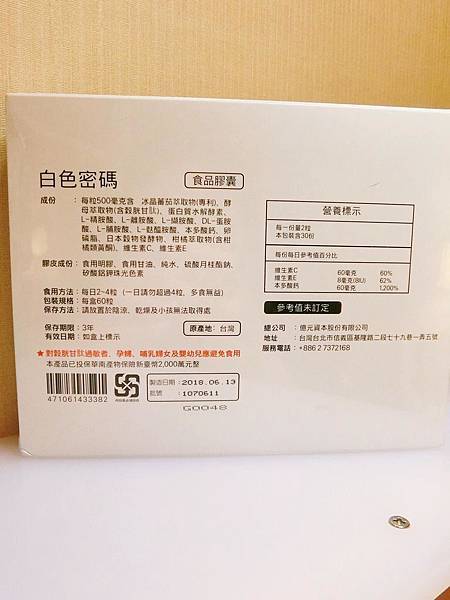 白色密碼
食品膠囊
成份 ： 每粒500毫克含 冰晶蕃茄萃取物(專利)、酵
母萃取物(含穀胱甘肽)、蛋白質水解酵素、
L-精胺酸、L-離胺酸、L-纈胺酸、DL-蛋胺
酸、L-脯胺酸、L-麩醯胺酸、本多酸鈣、卵
磷脂、日本穀物發酵物、柑橘萃取物(含柑
橘類黃酮)、維生素C、維生素E
膠皮成份： 食用明膠、食用甘油、純水、硫酸月桂酯鈉、
矽酸鋁鉀珠光色素
食用方法：每日2~4粒（一日請勿超過4粒，多食無益）
包裝規格：每盒60粒
保存方法：請放置於陰涼、乾燥及小孩無法取得處
保存期限：3年
有效日期：如盒上標示
原產地：台灣
★對穀胱甘肽過敏者、孕婦、哺乳婦女及嬰幼兒應避免食用
本產品已投保華南產物保險新臺幣2,000萬元整
471061433382
製造日期 2018.06.13
批號 1070611
G0048
營養標示
每一份量2粒
本包裝含30份
每份 每日參考值百分比
維生素C 60毫克 60%
維生素E 8毫克(8IU) 62%
本多酸鈣 60毫克 1,200%
參考值未訂定
總公司 ：億元資本股份有限公司
地址 ：台灣台北市信義區基隆路二段七十九巷一弄五號
服務電話：+886 2 7372168